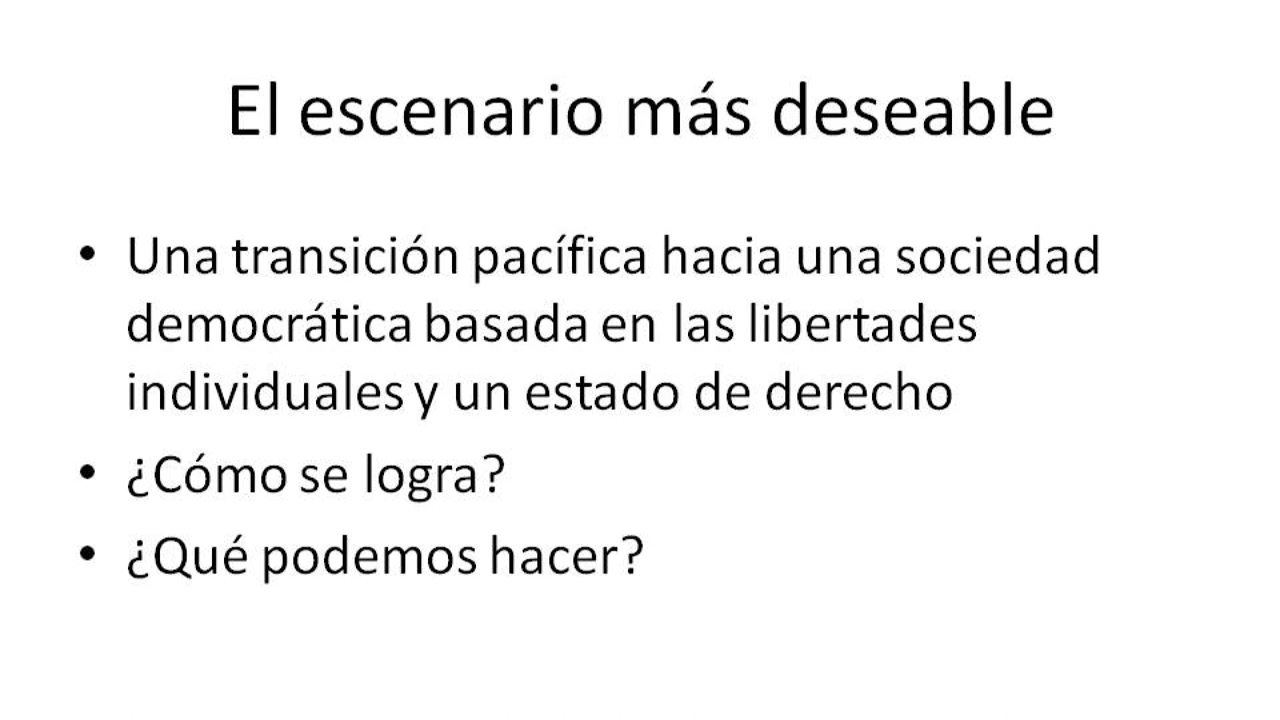 El escenario más deseable
• Una transición pacífica hacia una sociedad
democrática basada en las libertades
individuales y un estado de derecho
• ¿Cómo se logra?
• ¿Qué podemos hacer?